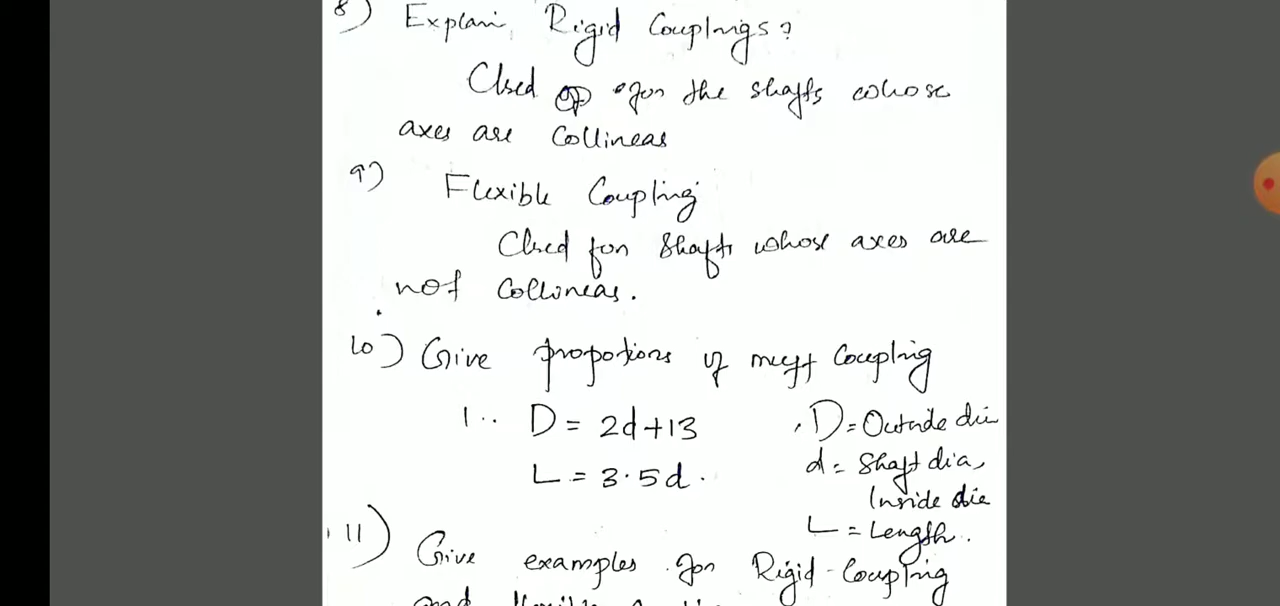 8) Explain Rigid Couplings?
Used for the shafts whose
axes are Collinear
9) Flexible Coupling
Used for shafts whose axes are
not Collinear.
10) Give proportions of muff Coupling
1.. D = 2d+13
L = 3.5d.
D = Outside dia
d = Shaft dia,
Inside dia
L = Length.
11) Give examples for Rigid-Coupling
and